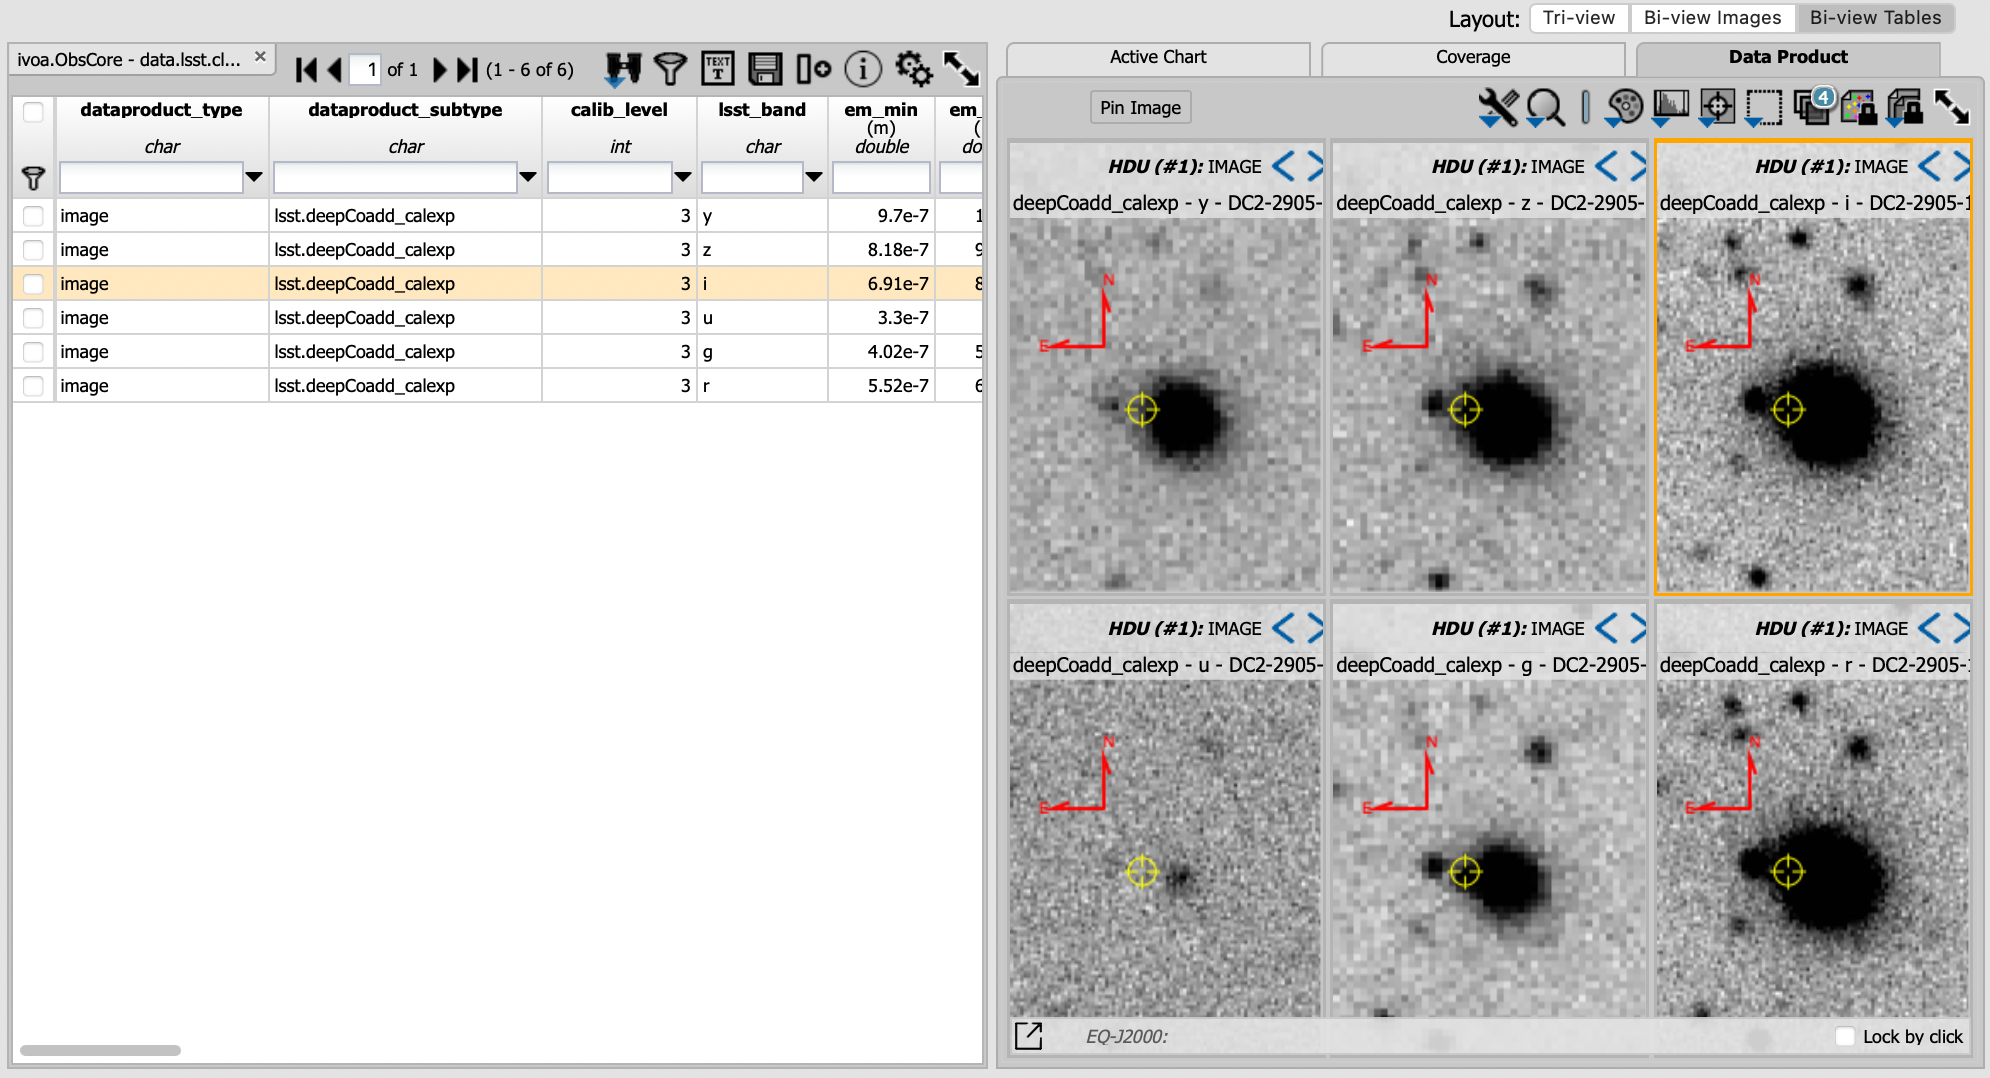 Layout: Tri-view Bi-view Images Bi-view Tables
ivoa.ObsCore - data.lsst.cl... × 1 of 1 (1 - 6 of 6) TEXT T i
Active Chart Coverage Data Product
Pin Image 4
dataproduct_type dataproduct_subtype calib_level lsst_band em_min em_
(m) (
char char int char double do
image lsst.deepCoadd_calexp 3 y 9.7e-7 1
image lsst.deepCoadd_calexp 3 z 8.18e-7 9
image lsst.deepCoadd_calexp 3 i 6.91e-7 8
image lsst.deepCoadd_calexp 3 u 3.3e-7
image lsst.deepCoadd_calexp 3 g 4.02e-7 5
image lsst.deepCoadd_calexp 3 r 5.52e-7 6
HDU (#1): IMAGE
deepCoadd_calexp - y - DC2-2905-
N
E
HDU (#1): IMAGE
deepCoadd_calexp - z - DC2-2905-
N
E
HDU (#1): IMAGE
deepCoadd_calexp - i - DC2-2905-1
N
E
HDU (#1): IMAGE
deepCoadd_calexp - u - DC2-2905-
N
E
HDU (#1): IMAGE
deepCoadd_calexp - g - DC2-2905-
N
E
HDU (#1): IMAGE
deepCoadd_calexp - r - DC2-2905-
N
E
EQ-J2000: Lock by click